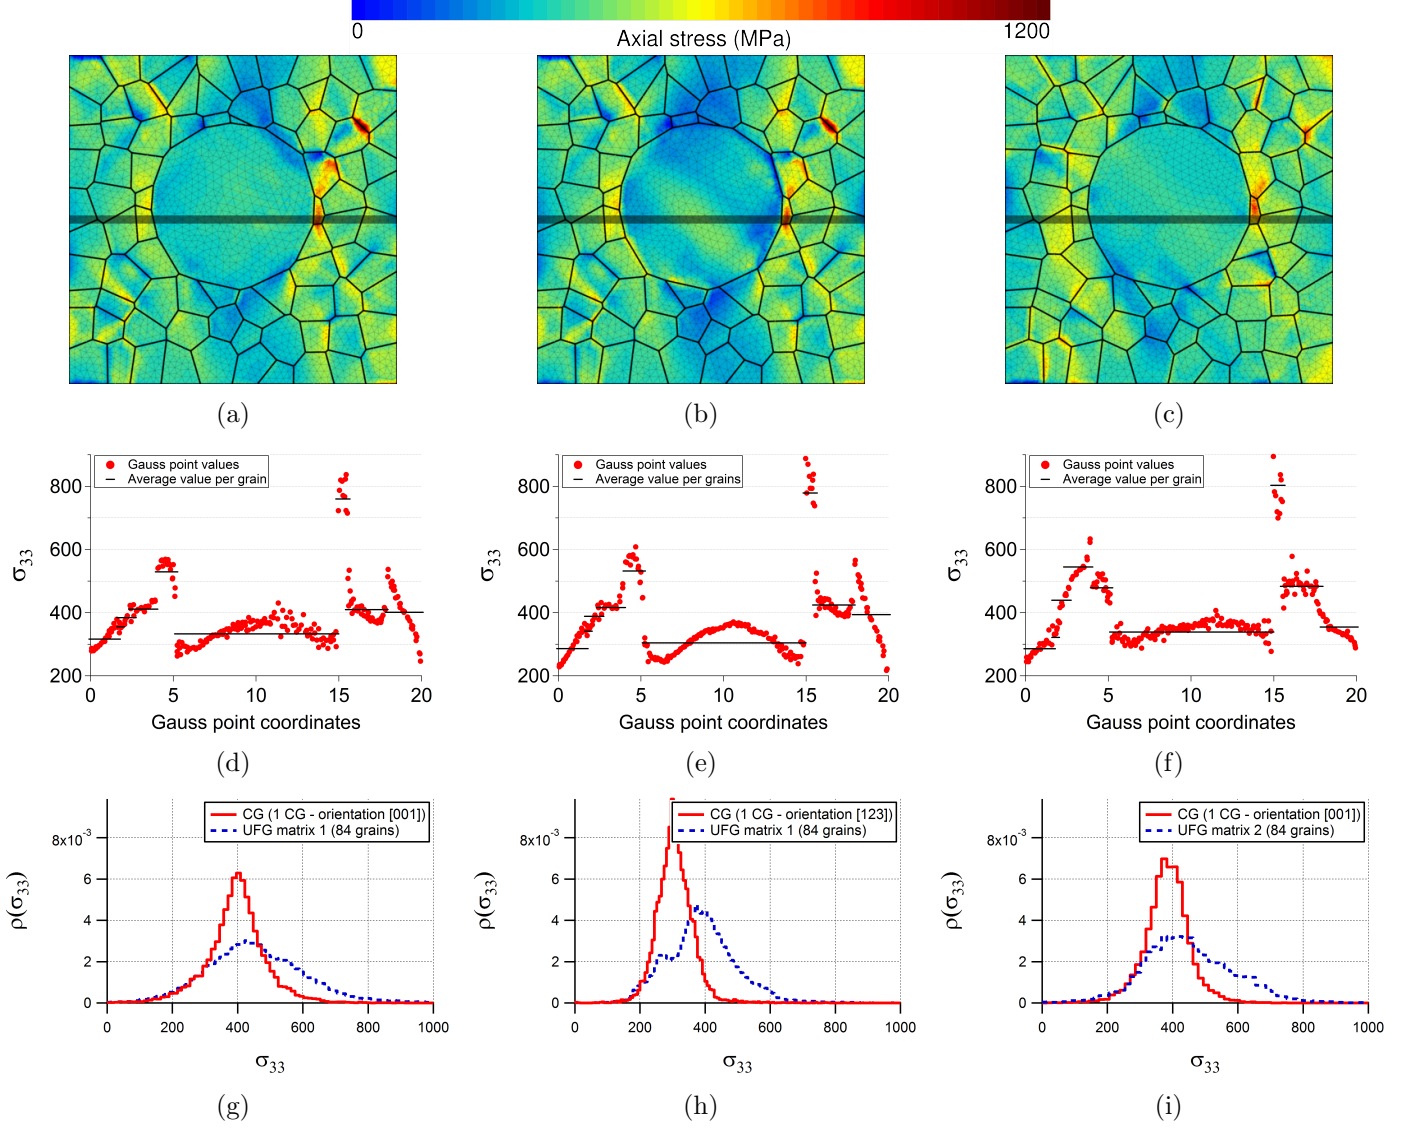 0 1200
Axial stress (MPa)
(a) (b) (c)
Gauss point values
Average value per grain
800
600
400
200
σ33
0 5 10 15 20
Gauss point coordinates
(d)
Gauss point values
Average value per grains
800
600
400
200
σ33
0 5 10 15 20
Gauss point coordinates
(e)
Gauss point values
Average value per grain
800
600
400
200
σ33
0 5 10 15 20
Gauss point coordinates
(f)
CG (1 CG - orientation [001])
UFG matrix 1 (84 grains)
8x10-3
6
4
2
0
ρ(σ33)
0 200 400 600 800 1000
σ33
(g)
CG (1 CG - orientation [123])
UFG matrix 1 (84 grains)
8x10-3
6
4
2
0
ρ(σ33)
0 200 400 600 800 1000
σ33
(h)
CG (1 CG - orientation [001])
UFG matrix 2 (84 grains)
8x10-3
6
4
2
0
ρ(σ33)
0 200 400 600 800 1000
σ33
(i)